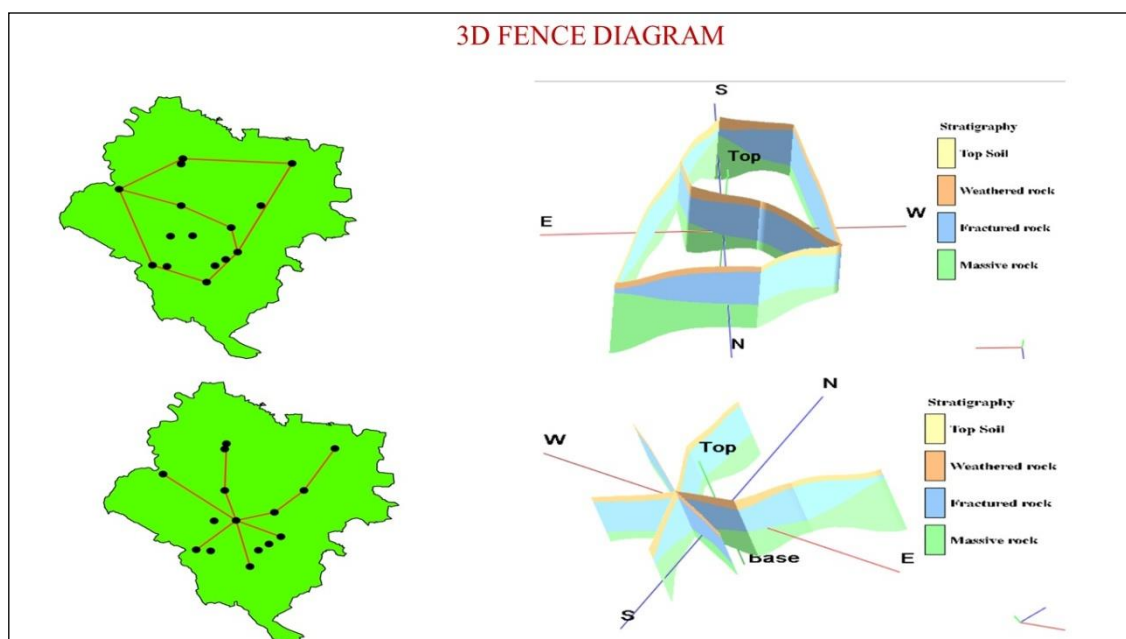 3D FENCE DIAGRAM
S
Stratigraphy
Top Soil
Top
Weathered rock
E
W
Fractured rock
Massive rock
N
N
Stratigraphy
Top Soil
W
Top
Weathered rock
Fractured rock
Base
E
Massive rock
S